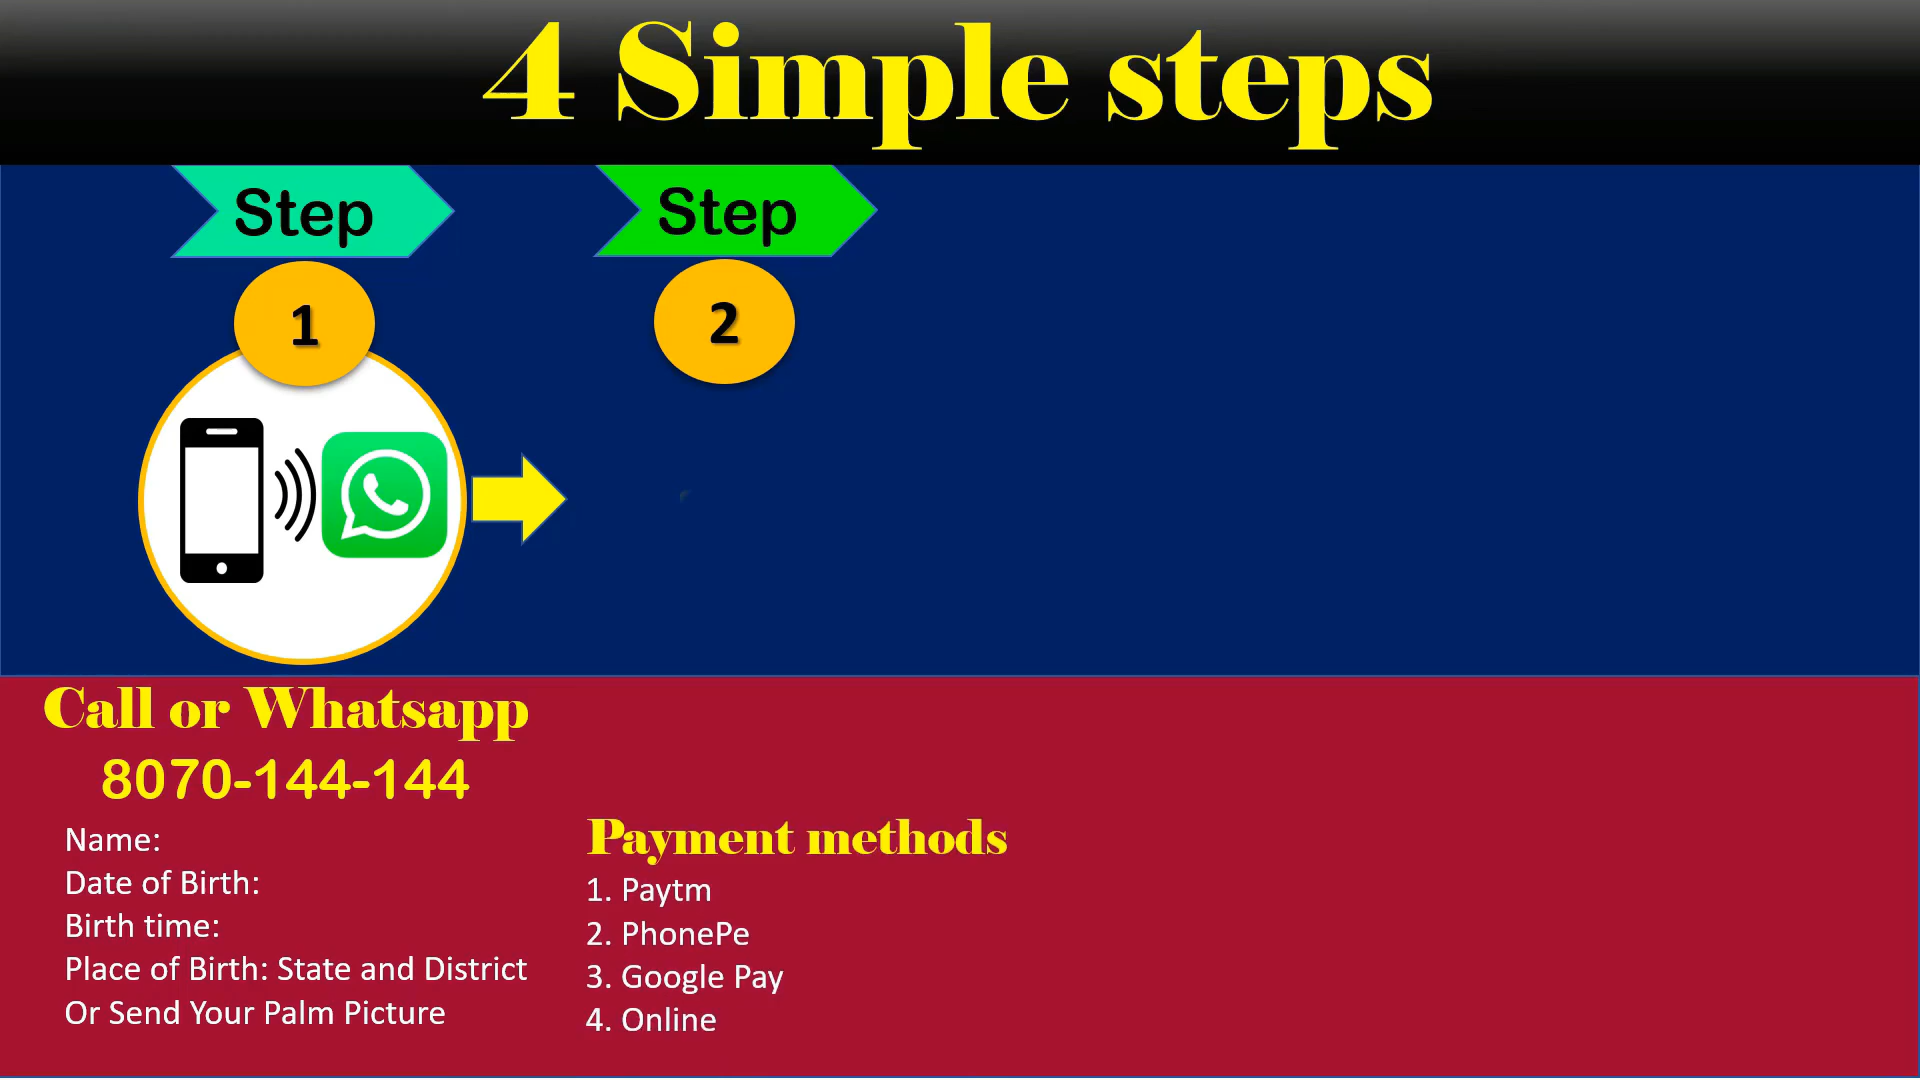 4 Simple steps
Step
Step
1
2
Call or Whatsapp
8070-144-144
Name:
Date of Birth:
Birth time:
Place of Birth: State and District
Or Send Your Palm Picture
Payment methods
1. Paytm
2. PhonePe
3. Google Pay
4. Online